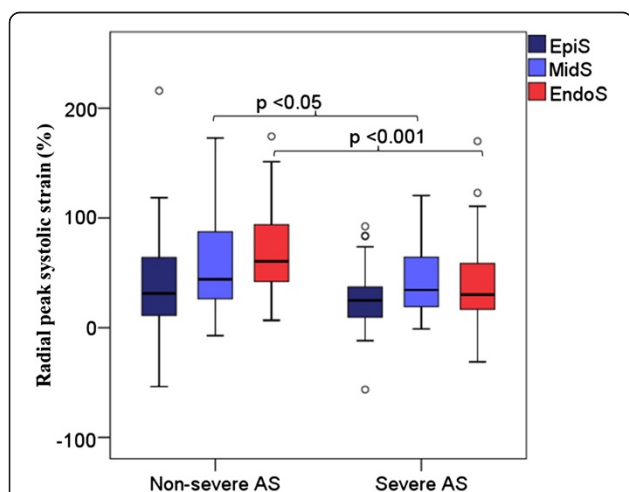 EpiS
MidS
EndoS
200
p <0.05
p <0.001
100
0
-100
Radial peak systolic strain (%)
Non-severe AS
Severe AS